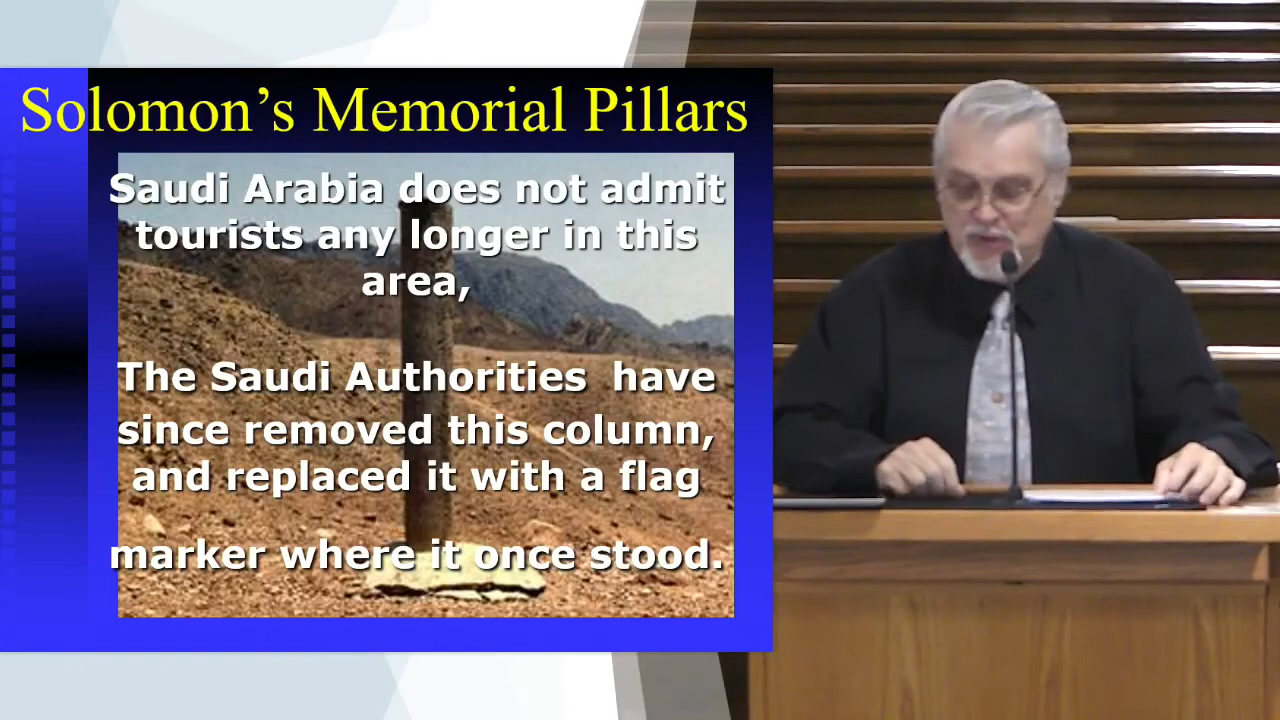 Solomon’s Memorial Pillars
Saudi Arabia does not admit
tourists any longer in this
area,
The Saudi Authorities have
since removed this column,
and replaced it with a flag
marker where it once stood.